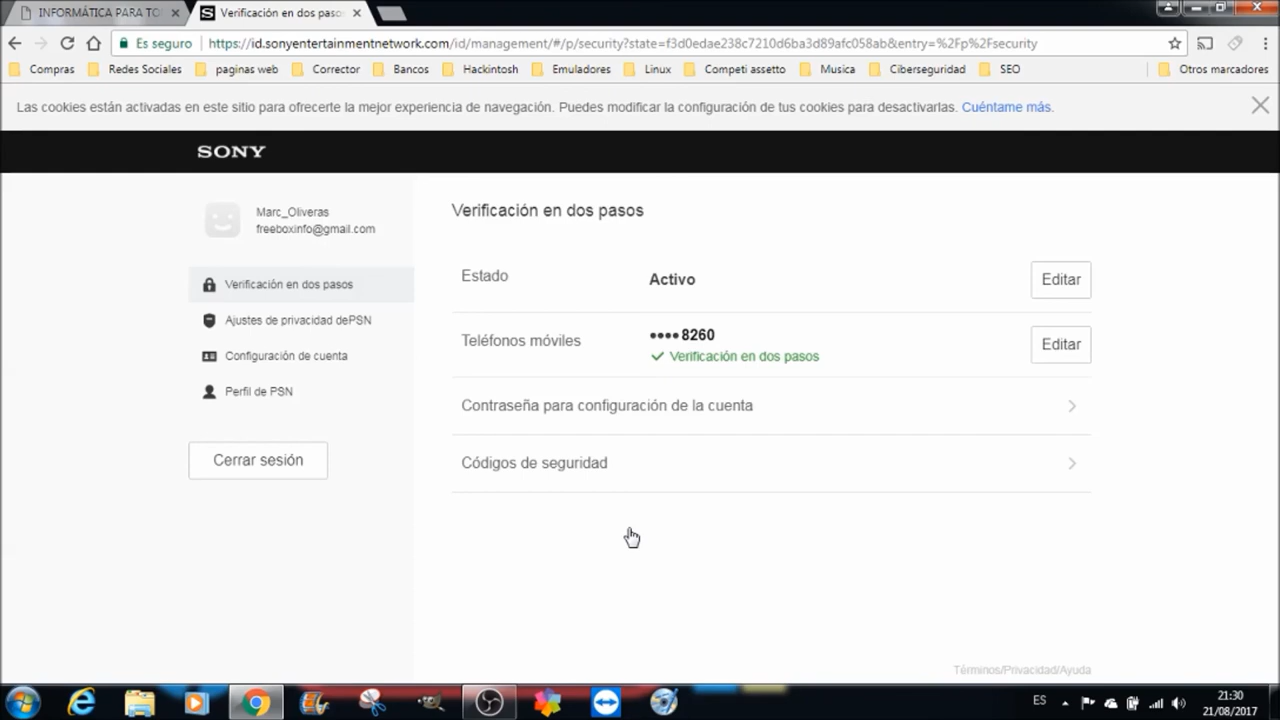 INFORMÁTICA PARA TO
Verificación en dos pasos
Es seguro
https://id.sonyentertainmentnetwork.com/id/management/#/p/security?state=f3d0edae238c7210d6ba3d89afc058ab&entry=%2Fp%2Fsecurity
Compras
Redes Sociales
paginas web
Corrector
Bancos
Hackintosh
Emuladores
Linux
Competi assetto
Musica
Ciberseguridad
SEO
Otros marcadores
Las cookies están activadas en este sitio para ofrecerte la mejor experiencia de navegación. Puedes modificar la configuración de tus cookies para desactivarlas. Cuéntame más.
SONY
Marc_Oliveras
freeboxinfo@gmail.com
Verificación en dos pasos
Ajustes de privacidad dePSN
Configuración de cuenta
Perfil de PSN
Cerrar sesión
Verificación en dos pasos
Estado
Activo
Editar
Teléfonos móviles
••••8260
Verificación en dos pasos
Editar
Contraseña para configuración de la cuenta
Códigos de seguridad
Términos/Privacidad/Ayuda
ES
21:30
21/08/2017